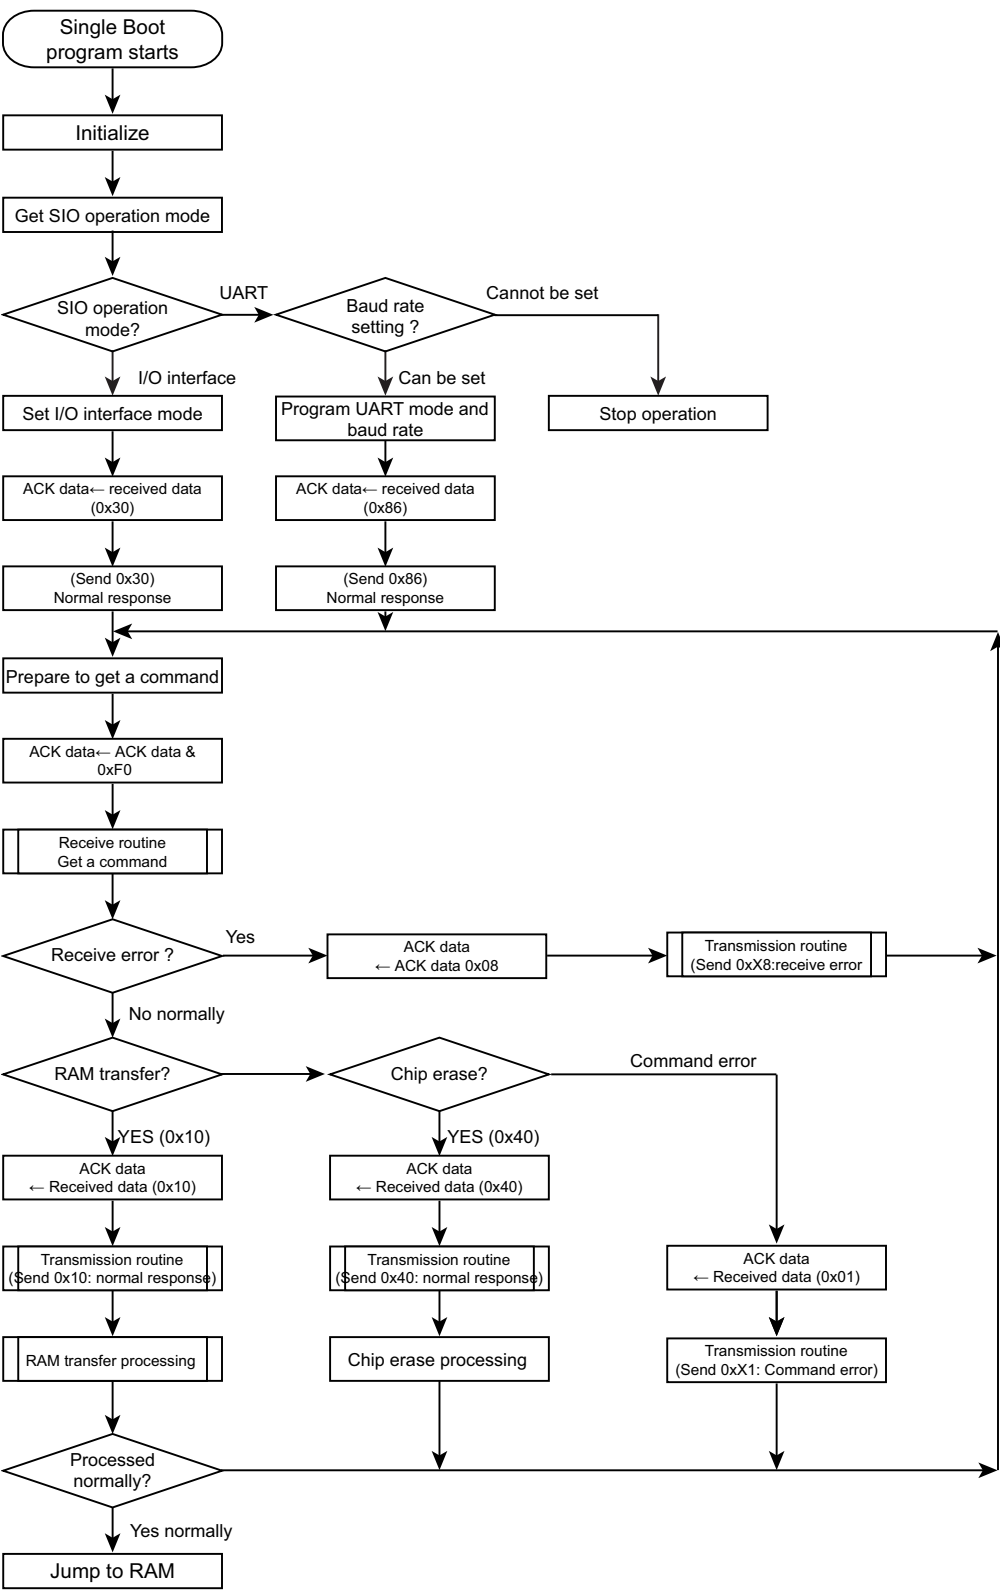 Single Boot
program starts
Initialize
Get SIO operation mode
SIO operation
mode?
UART
Baud rate
setting ?
Cannot be set
I/O interface
Can be set
Set I/O interface mode
Program UART mode and
baud rate
Stop operation
ACK data← received data
(0x30)
ACK data← received data
(0x86)
(Send 0x30)
Normal response
(Send 0x86)
Normal response
Prepare to get a command
ACK data← ACK data &
0xF0
Receive routine
Get a command
Receive error ?
Yes
ACK data
← ACK data 0x08
Transmission routine
(Send 0xX8:receive error
No normally
RAM transfer?
Chip erase?
Command error
YES (0x10)
YES (0x40)
ACK data
← Received data (0x10)
ACK data
← Received data (0x40)
Transmission routine
(Send 0x10: normal response)
Transmission routine
(Send 0x40: normal response)
ACK data
← Received data (0x01)
RAM transfer processing
Chip erase processing
Transmission routine
(Send 0xX1: Command error)
Processed
normally?
Yes normally
Jump to RAM